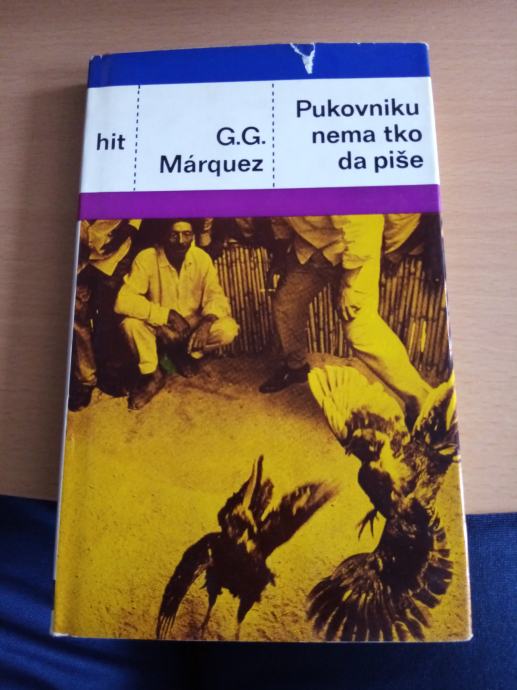 hit
G.G.
Márquez
Pukovniku
nema tko
da piše